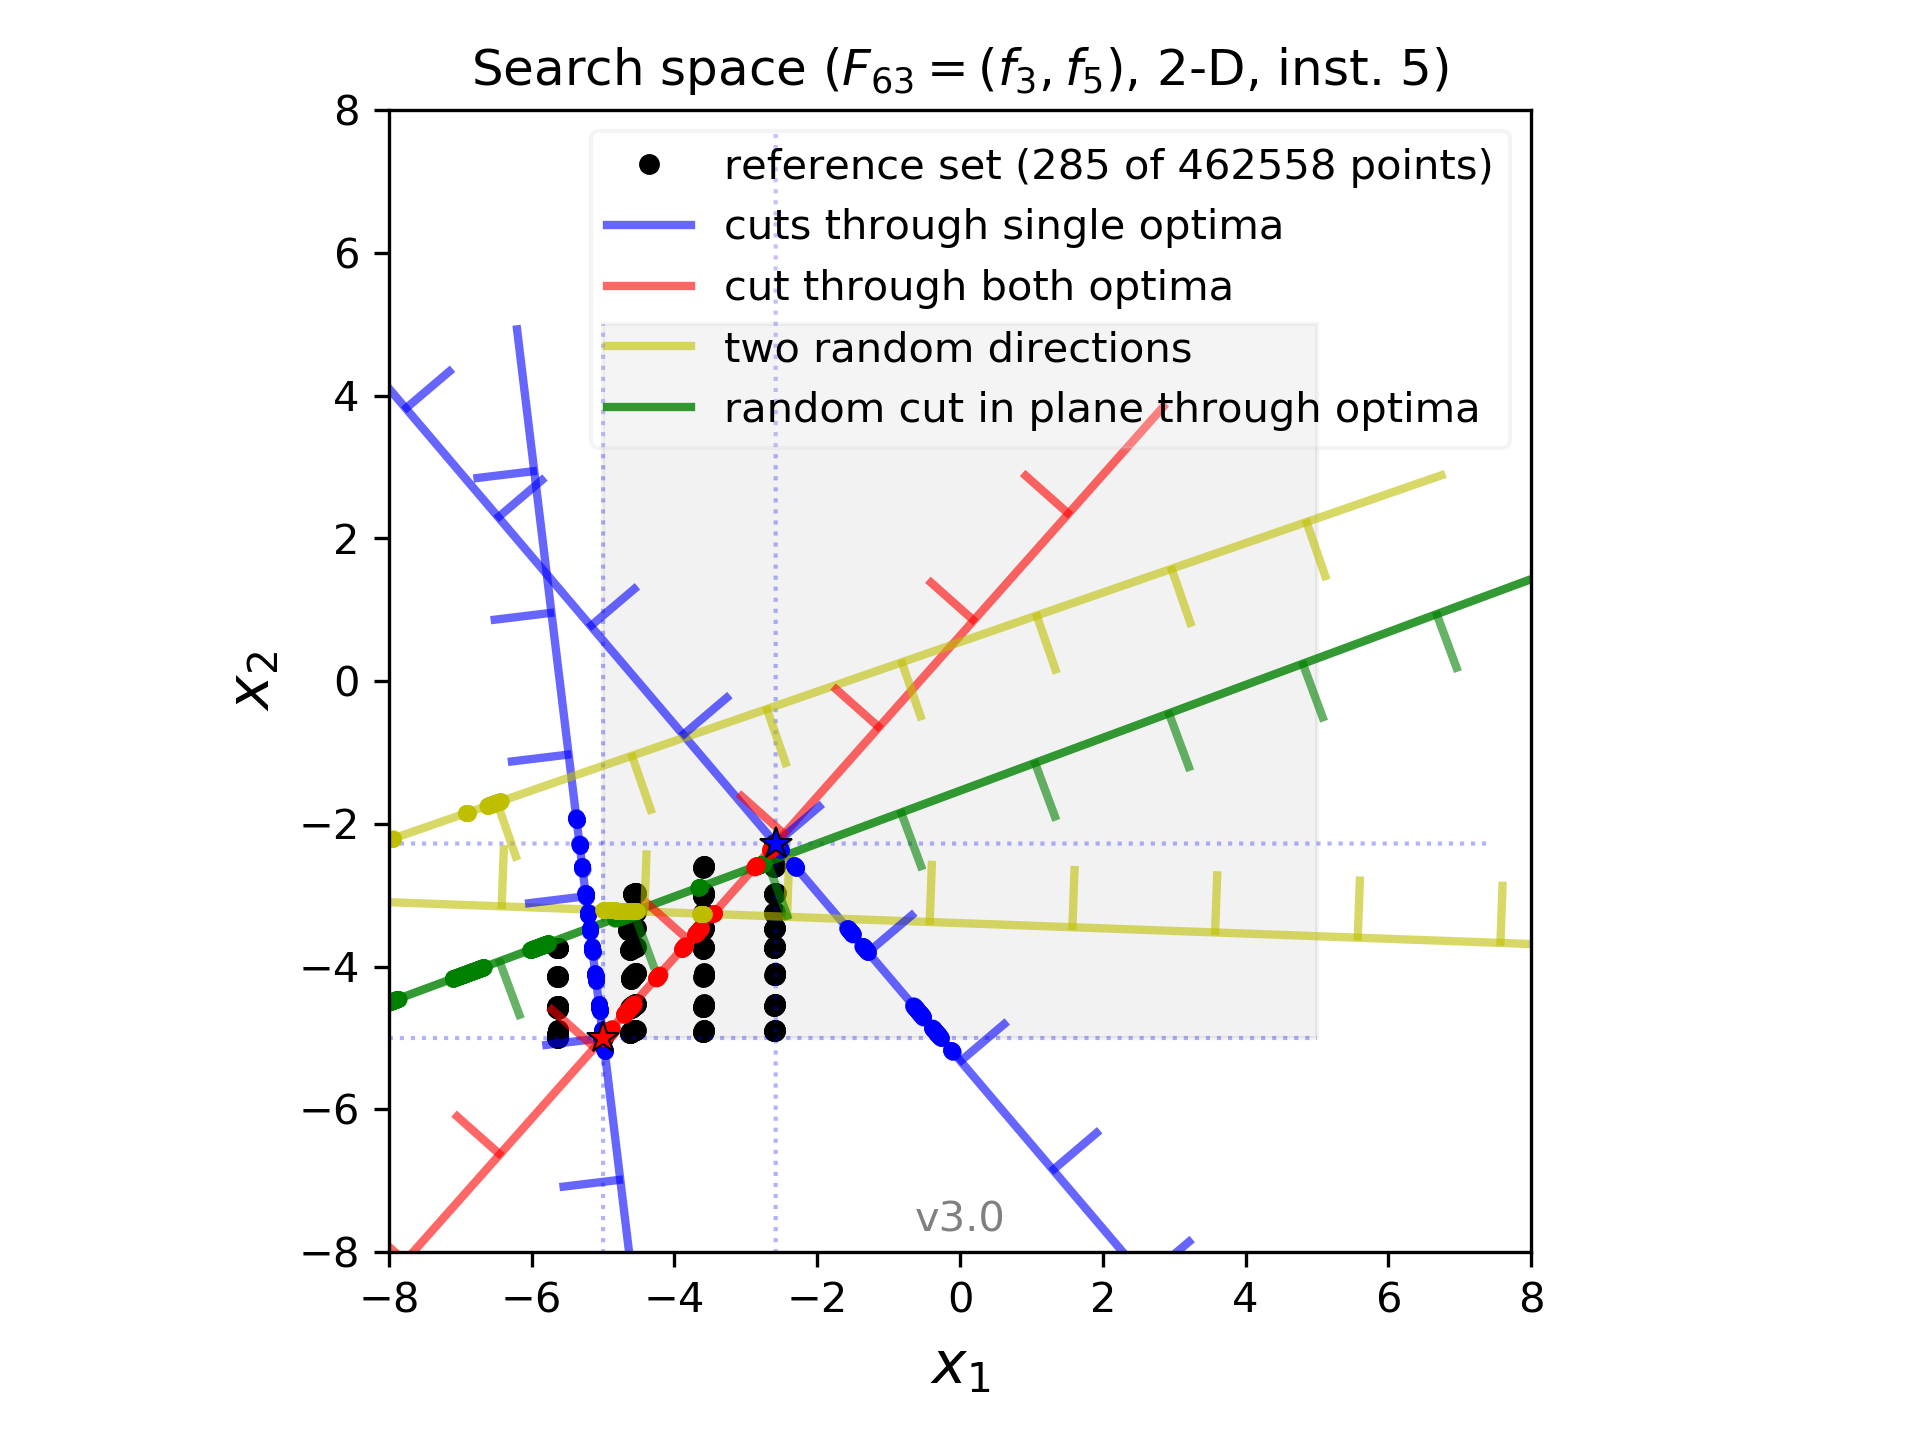 Search space (F63 = (f3, f5), 2-D, inst. 5)
8
6
4
2
0
−2
−4
−6
−8
x2
reference set (285 of 462558 points)
cuts through single optima
cut through both optima
two random directions
random cut in plane through optima
v3.0
−8 −6 −4 −2 0 2 4 6 8
x1